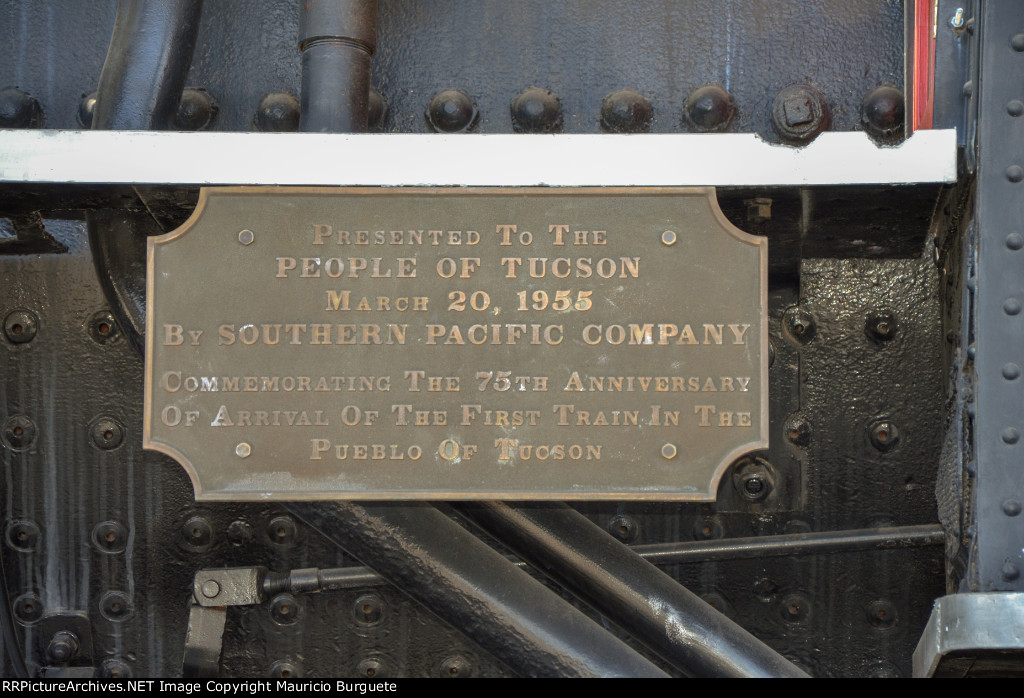 Presented To The
PEOPLE OF TUCSON
March 20, 1955
By SOUTHERN PACIFIC COMPANY
Commemorating The 75th Anniversary
Of Arrival Of The First Train In The
Pueblo Of Tucson
RRPictureArchives.NET Image Copyright Mauricio Burguete